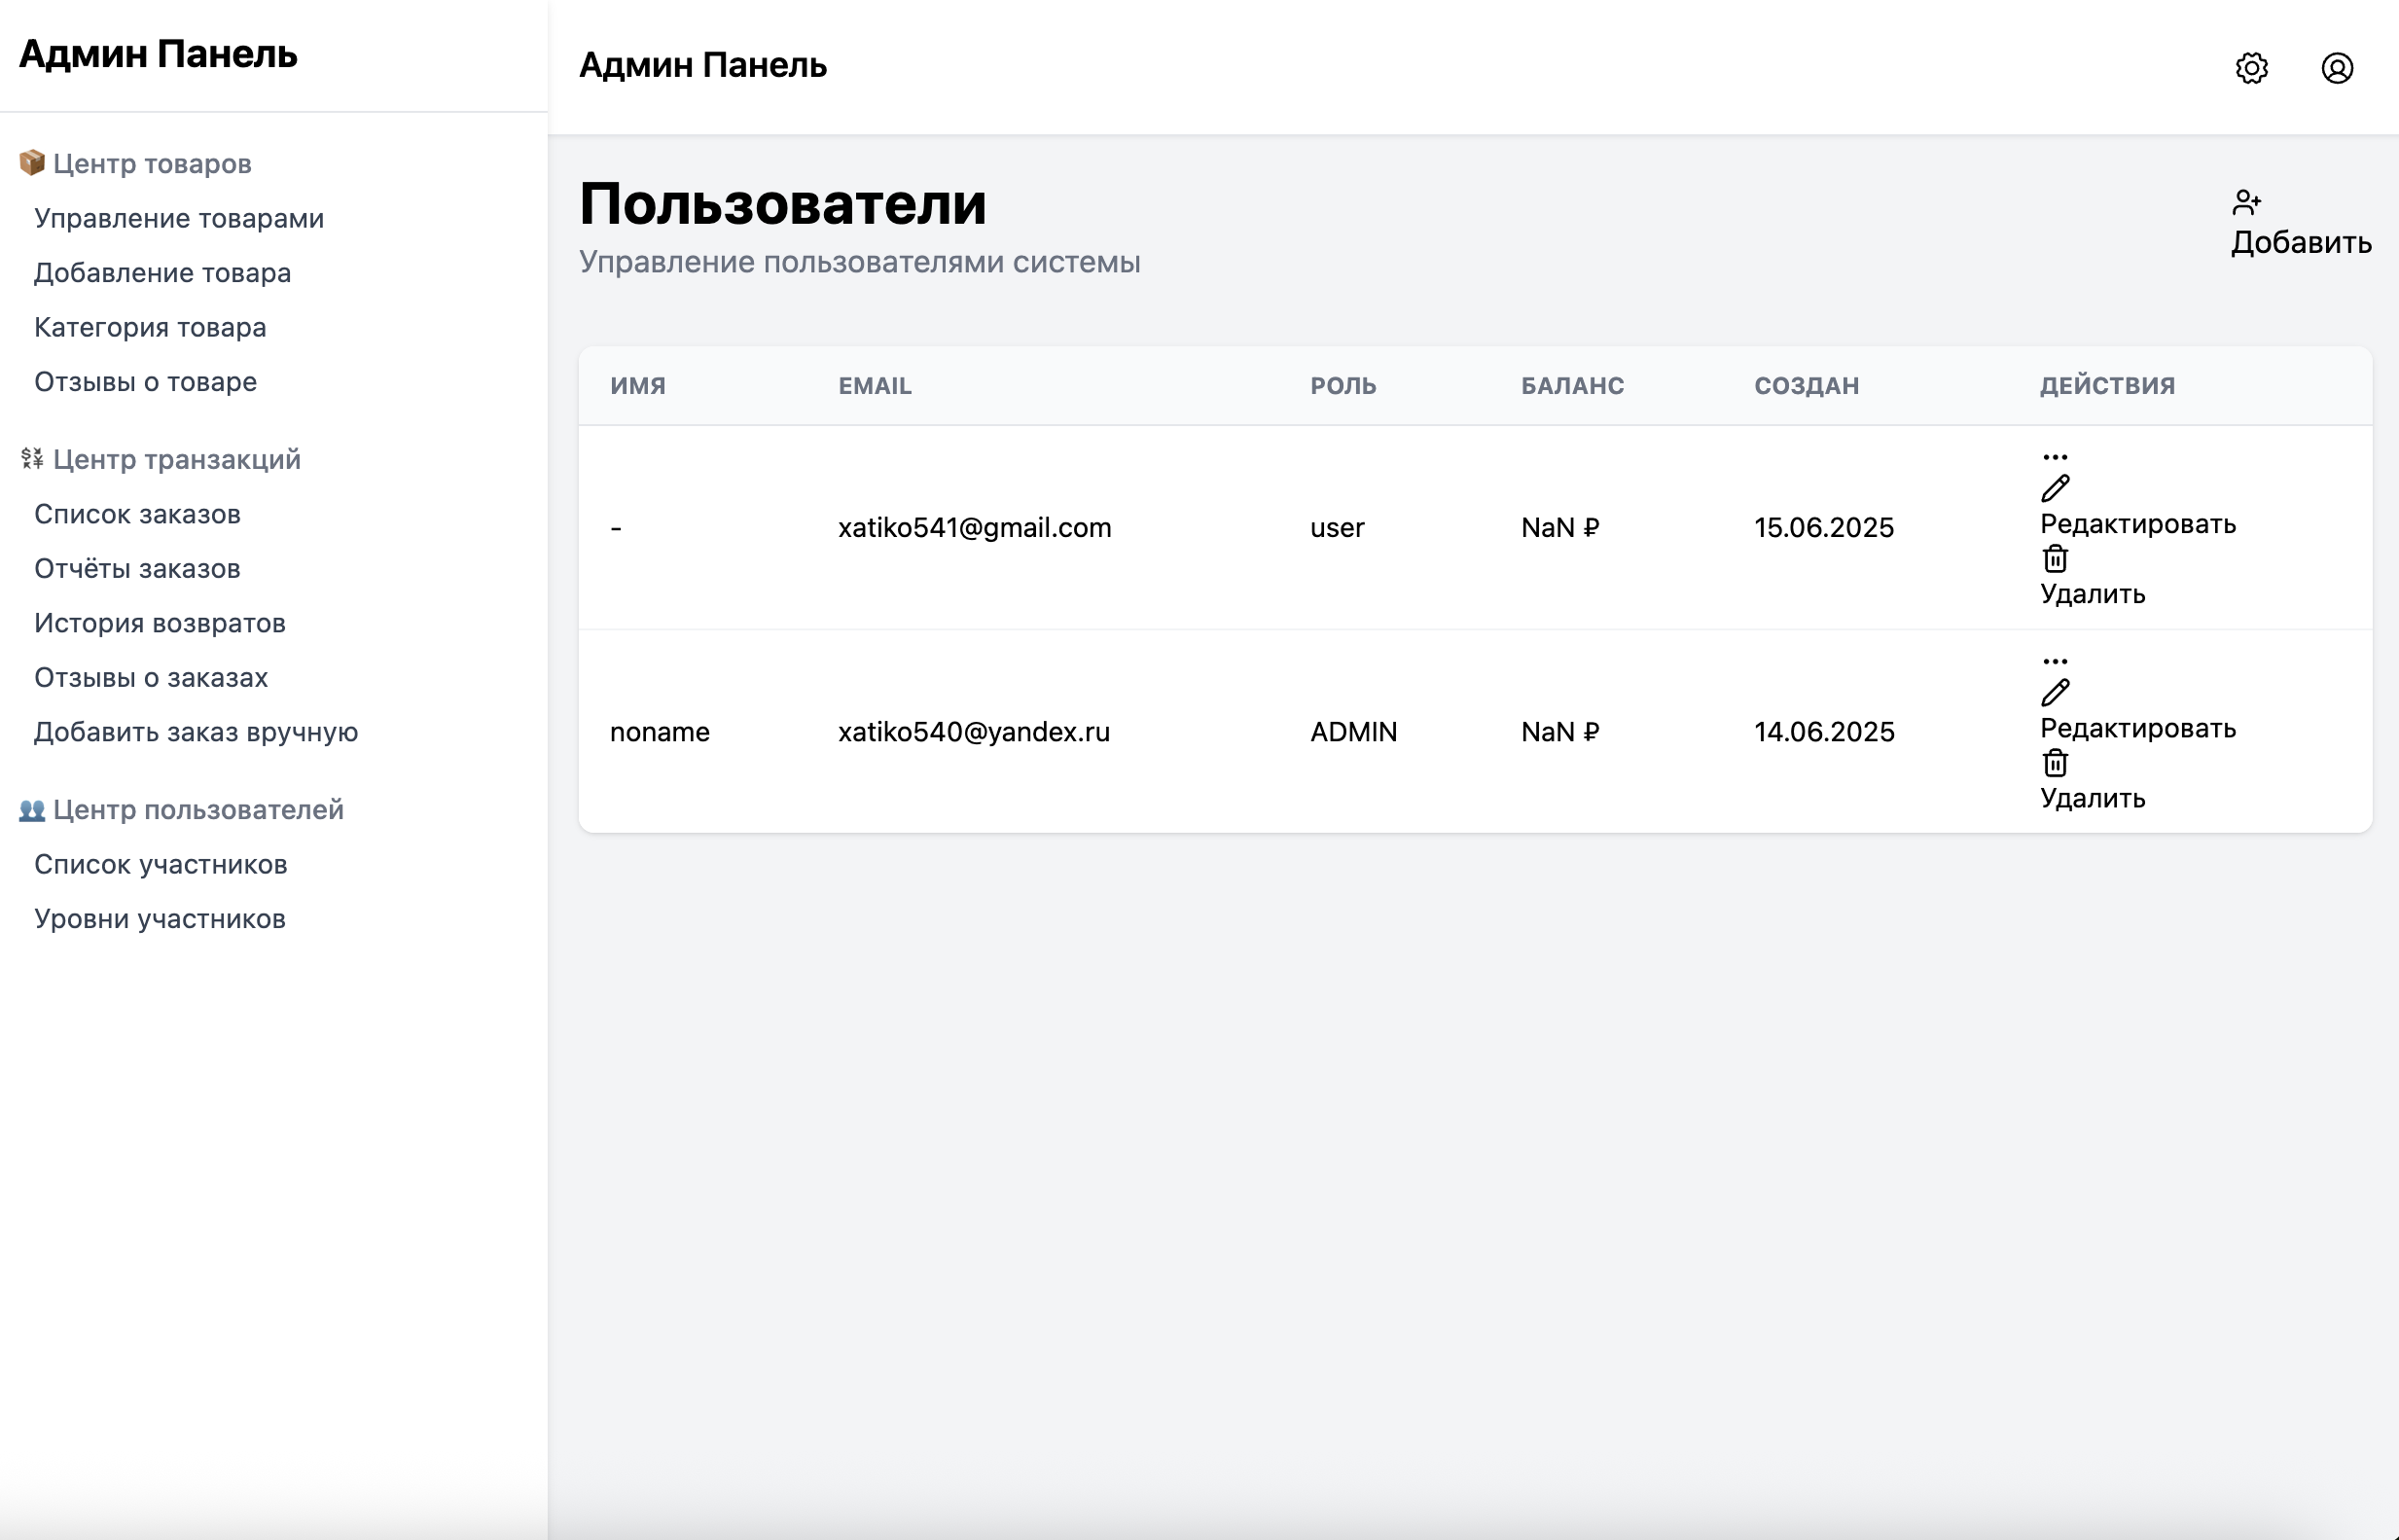 Админ Панель
📦 Центр товаров
Управление товарами
Добавление товара
Категория товара
Отзывы о товаре
💱 Центр транзакций
Список заказов
Отчёты заказов
История возвратов
Отзывы о заказах
Добавить заказ вручную
👥 Центр пользователей
Список участников
Уровни участников
Админ Панель
Пользователи
Управление пользователями системы
Добавить
ИМЯ EMAIL РОЛЬ БАЛАНС СОЗДАН ДЕЙСТВИЯ
- xatiko541@gmail.com user NaN ₽ 15.06.2025
...
Редактировать
Удалить
noname xatiko540@yandex.ru ADMIN NaN ₽ 14.06.2025
...
Редактировать
Удалить